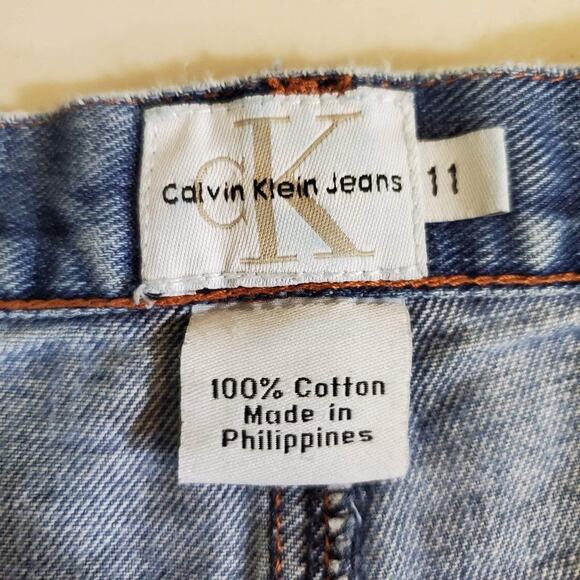 CK
Calvin Klein Jeans
11
100% Cotton
Made in
Philippines